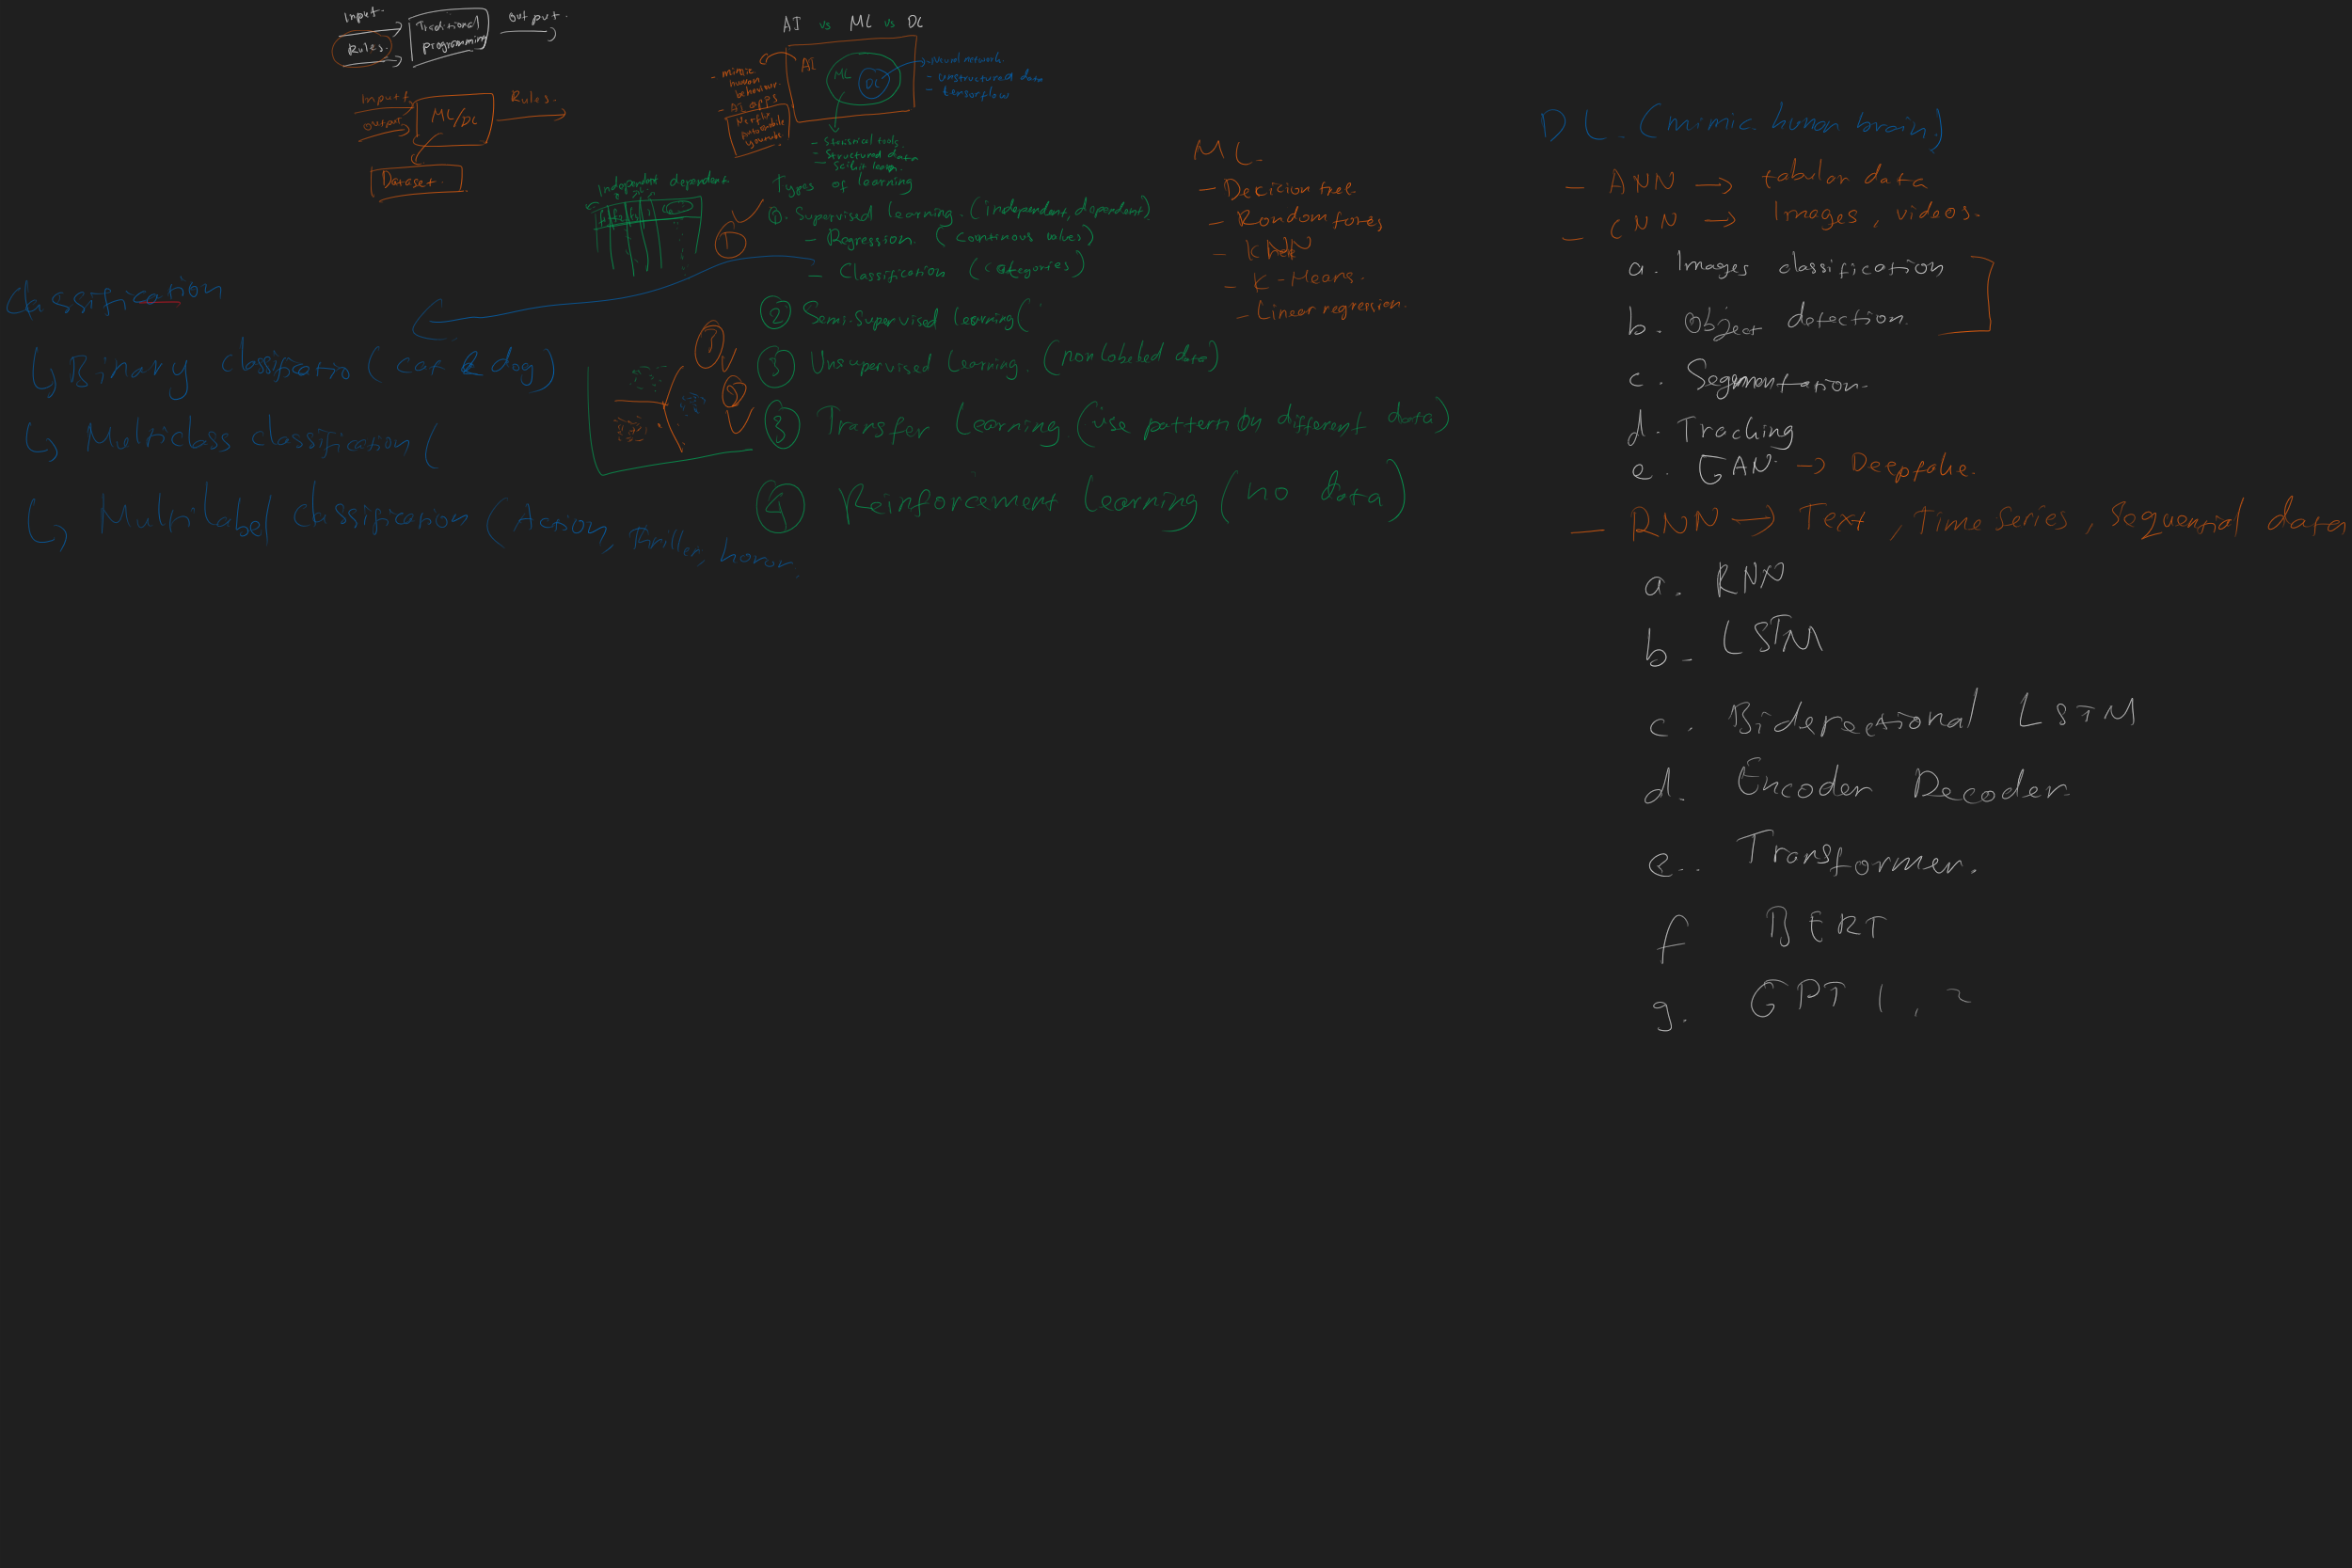 Input.
Rules.
Traditional
programming
output.
Input
output
ML/DL
Rules.
Dataset.
AI vs ML vs DL
AI
ML
DL
- mimic
human
behaviour.
- AI apps
youtube.
- Neural network.
- Unstructured data
- tensorflow
- Statistical tools.
- Structured data
- Scikit learn.
Independent dependent
Types of learning
1. Supervised learning. (independent, dependent)
- Regression. (continous values)
- Classification (categories)
2 Semi-Supervised learning (
3 Unsupervised Learning. (non labeled data)
3 Transfer Learning. (use pattern on different data)
4 Reinforcement Learning (no data)
1
Classification
↳ Binary classificatio (cat & dog)
↳ Multiclass classification (
↳ Multilabel classification (Action, Thriller, horor.
ML.
- Decicion tree.
- Random fores
- KNN
- K-Means.
- Linear regression.
DL. (mimic human brain)
- ANN → tabular data
- CNN → Images, videos.
a. Images classification
b. Object detection.
c. Segmentation.
d. Tracking
e. GAN. → Deepfake.
- RNN → Text, Time Series, Sequential data
a. RNN
b- LSTM
c. Biderectional LSTM
d. Encoder Decoder.
e.. Transformer.
f BERT
g. GPT 1, 2